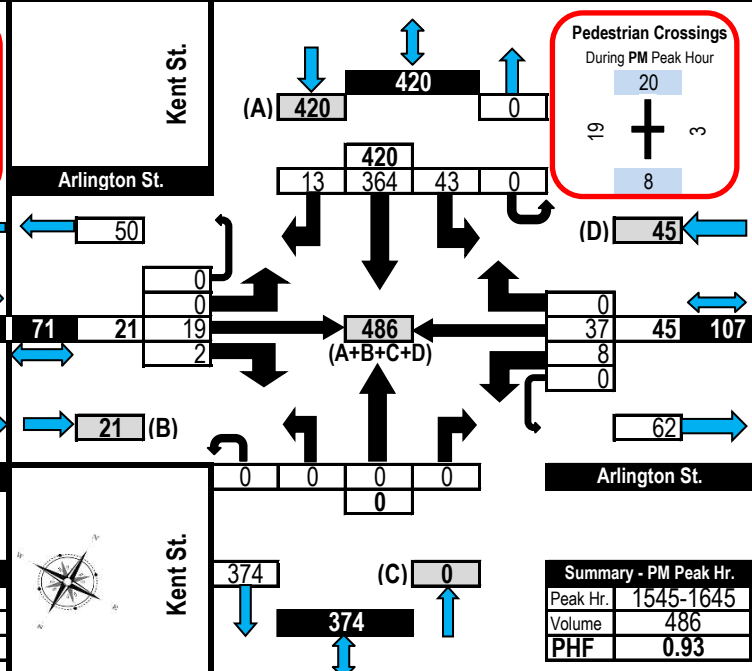 Pedestrian Crossings
During PM Peak Hour
20
19
3
8
Kent St.
420
(A) 420
0
420
Arlington St.
13 364 43 0
50
(D) 45
0
0
71 21 19
2
486
(A+B+C+D)
0
37 45 107
8
0
21 (B)
62
0 0 0 0
0
Arlington St.
Kent St.
374
(C) 0
374
Summary - PM Peak Hr.
Peak Hr. 1545-1645
Volume 486
PHF 0.93